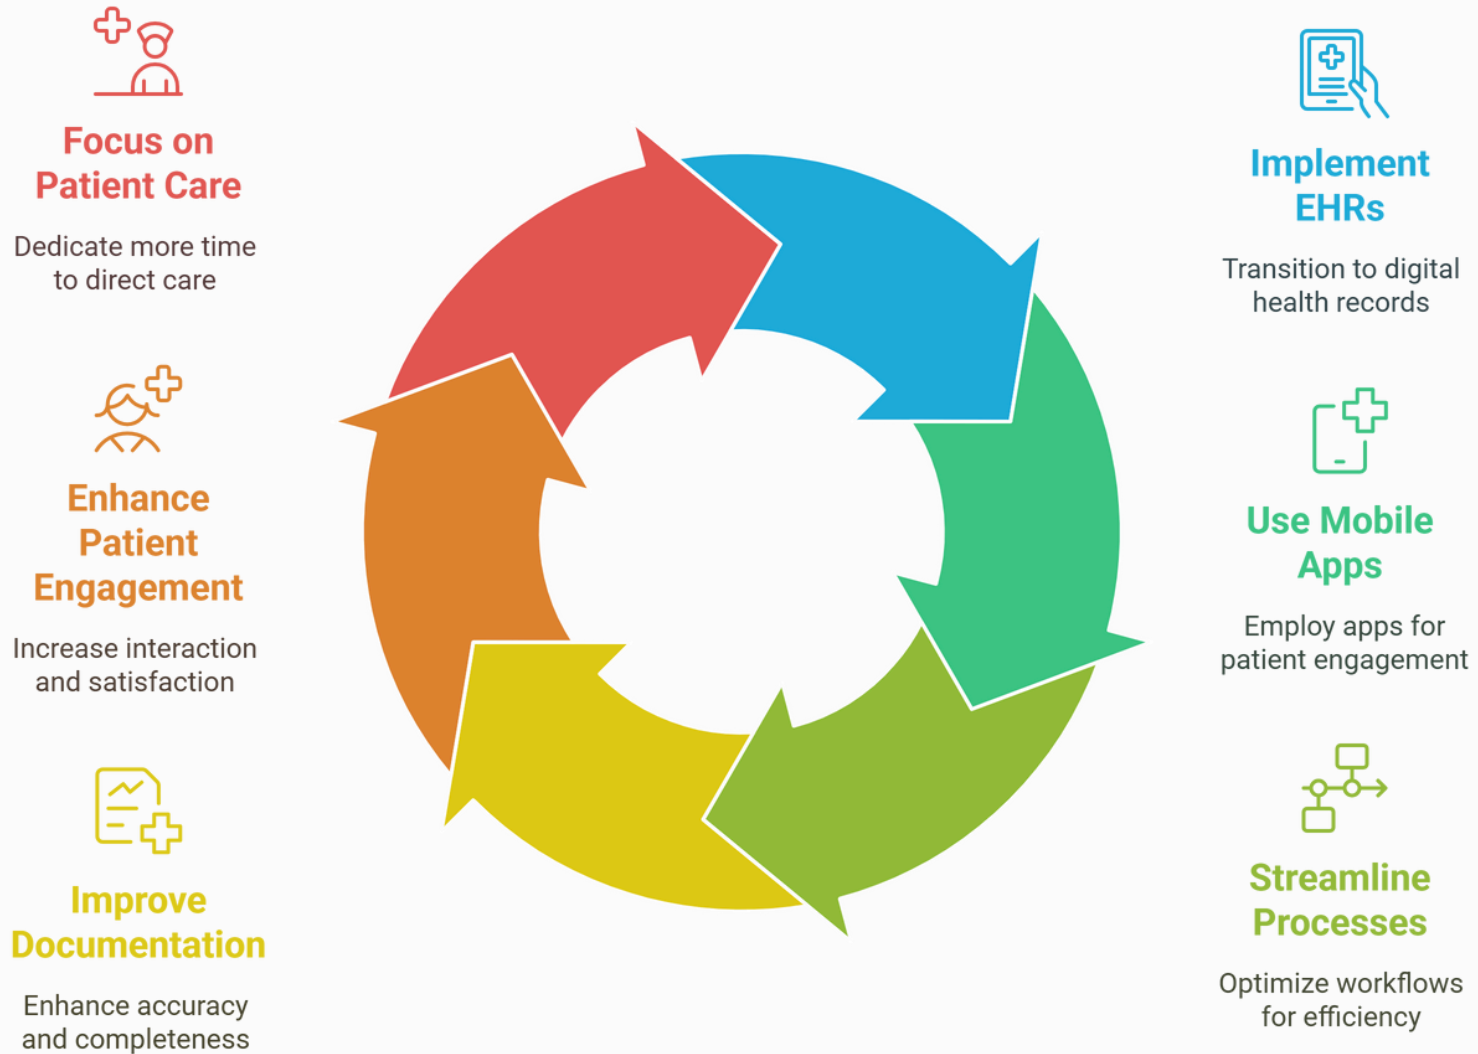 Focus on
Patient Care
Dedicate more time
to direct care
Enhance
Patient
Engagement
Increase interaction
and satisfaction
Improve
Documentation
Enhance accuracy
and completeness
Implement
EHRs
Transition to digital
health records
Use Mobile
Apps
Employ apps for
patient engagement
Streamline
Processes
Optimize workflows
for efficiency